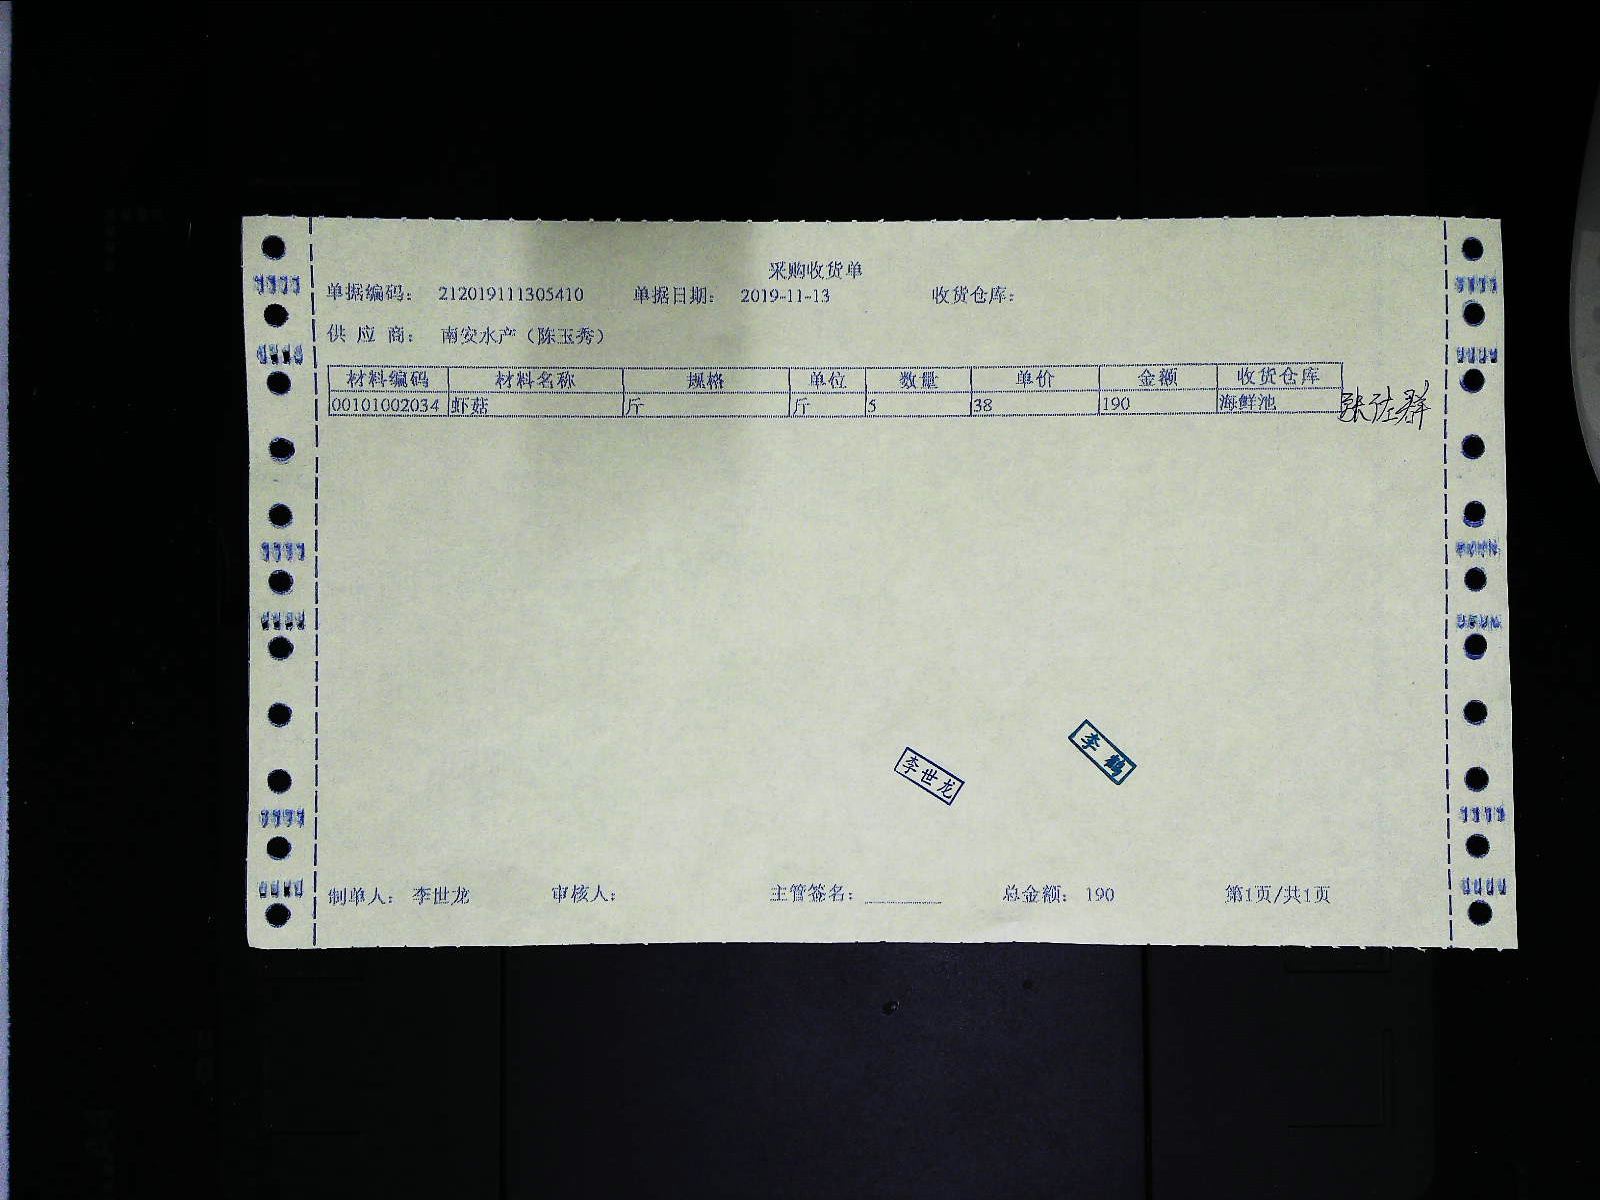 采购收货单
单据编码: 212019111305410 单据日期: 2019-11-13 收货仓库:
供 应 商: 南安水产（陈玉秀）
材料编码 材料名称 规格 单位 数量 单价 金额 收货仓库
00101002034 虾菇 斤 斤 5 38 190 海鲜池
李鹤
李世龙
制单人: 李世龙 审核人: 主管签名: 总金额: 190 第1页/共1页